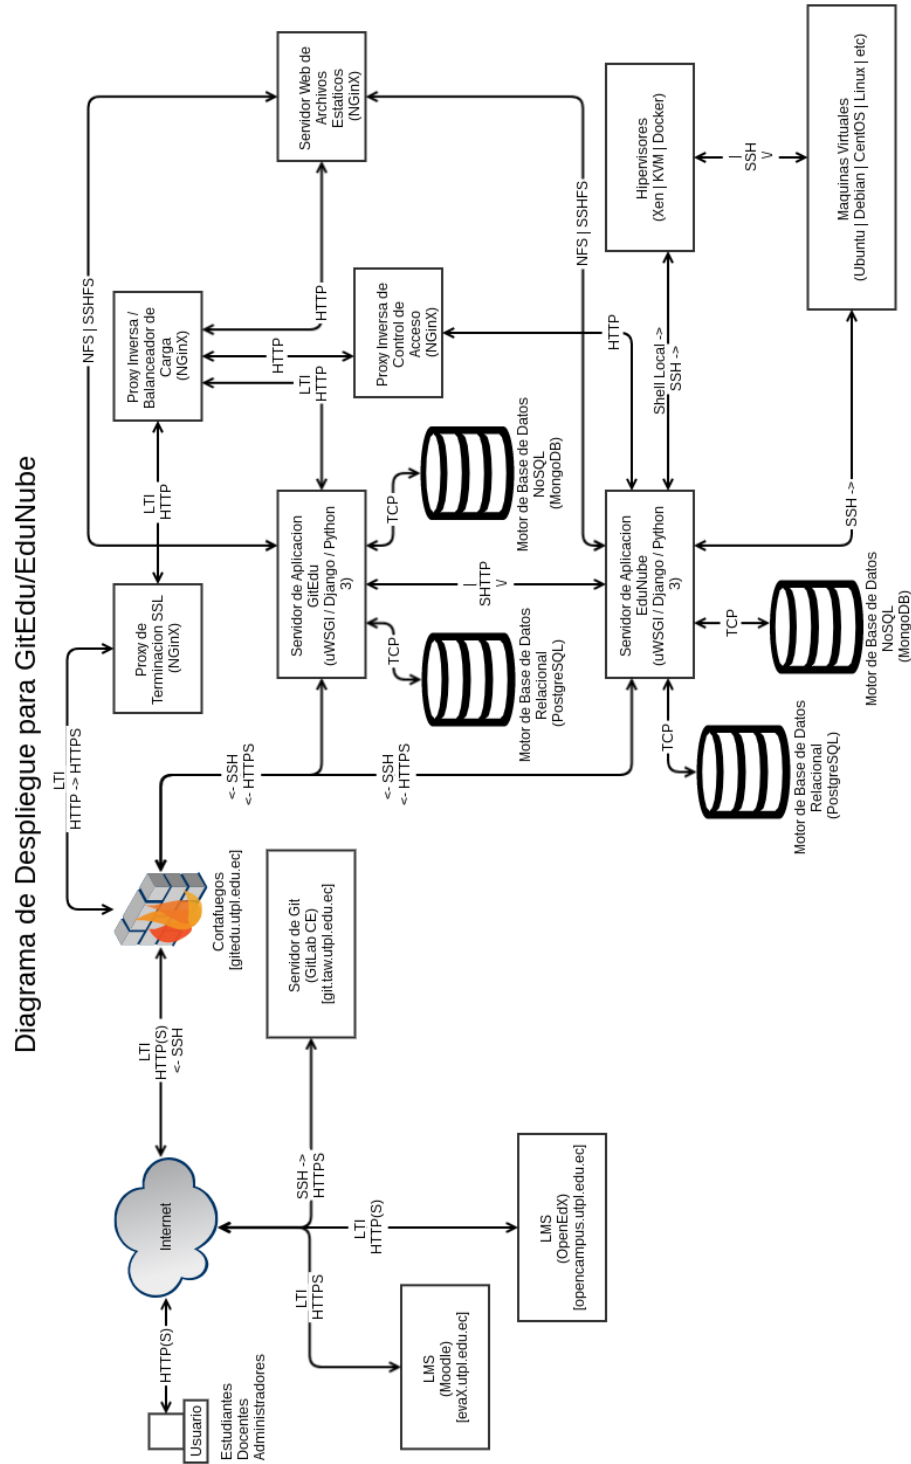 Diagrama de Despliegue para GitEdu/EduNube
Usuario
Estudiantes
Docentes
Administradores
HTTP(S)
Internet
LTI
HTTP(S)
<- SSH
Cortafuegos
[gitedu.utpl.edu.ec]
LTI
HTTP -> HTTPS
Proxy de
Terminacion SSL
(NGinX)
LTI
HTTP
Proxy Inversa /
Balanceador de
Carga
(NGinX)
NFS | SSHFS
LTI
HTTP
HTTP
HTTP
Servidor Web de
Archivos
Estaticos
(NGinX)
Proxy Inversa de
Control de
Acceso
(NGinX)
LTI
HTTPS
SSH ->
HTTPS
LTI
HTTP(S)
Servidor de Git
(GitLab CE)
[git.taw.utpl.edu.ec]
LMS
(Moodle)
[evaX.utpl.edu.ec]
LMS
(OpenEdX)
[opencampus.utpl.edu.ec]
<- SSH
<- HTTPS
<- SSH
<- HTTPS
Servidor de Aplicacion
GitEdu
(uWSGI / Django / Python
3)
TCP
TCP
Motor de Base de Datos
Relacional
(PostgreSQL)
Motor de Base de Datos
NoSQL
(MongoDB)
|
SHTTP
\/
NFS | SSHFS
HTTP
Servidor de Aplicacion
EduNube
(uWSGI / Django / Python
3)
Shell Local ->
SSH ->
Hipervisores
(Xen | KVM | Docker)
|
SSH
\/
TCP
TCP
Motor de Base de Datos
Relacional
(PostgreSQL)
Motor de Base de Datos
NoSQL
(MongoDB)
SSH ->
Maquinas Virtuales
(Ubuntu | Debian | CentOS | Linux | etc)